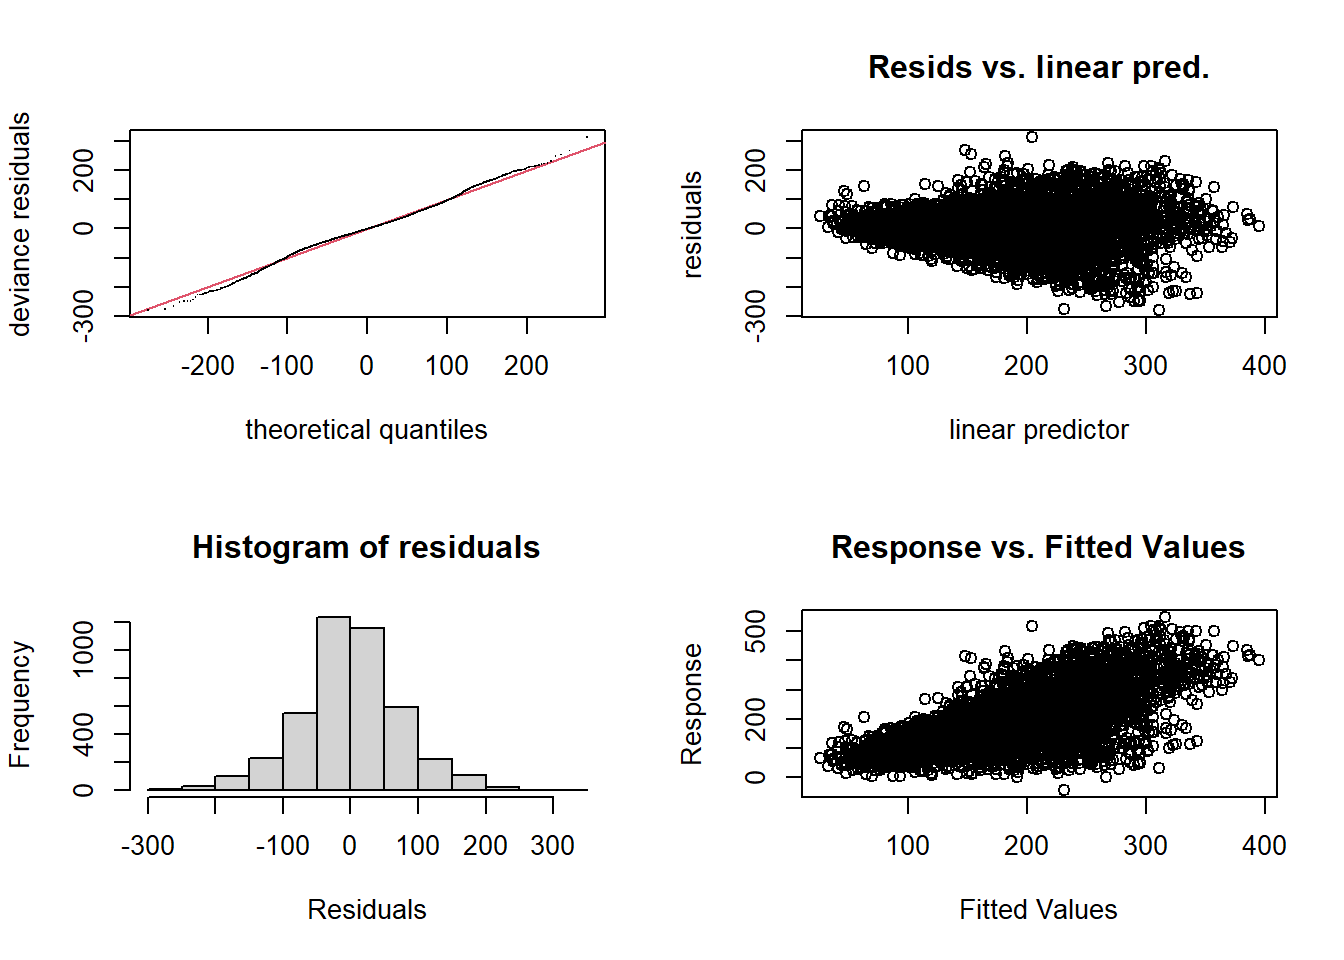 deviance residuals
200
0
-300
-200 -100 0 100 200
theoretical quantiles
Resids vs. linear pred.
residuals
200
0
-300
100 200 300 400
linear predictor
Histogram of residuals
Frequency
1000
400
0
-300 -100 0 100 200 300
Residuals
Response vs. Fitted Values
Response
500
200
0
100 200 300 400
Fitted Values